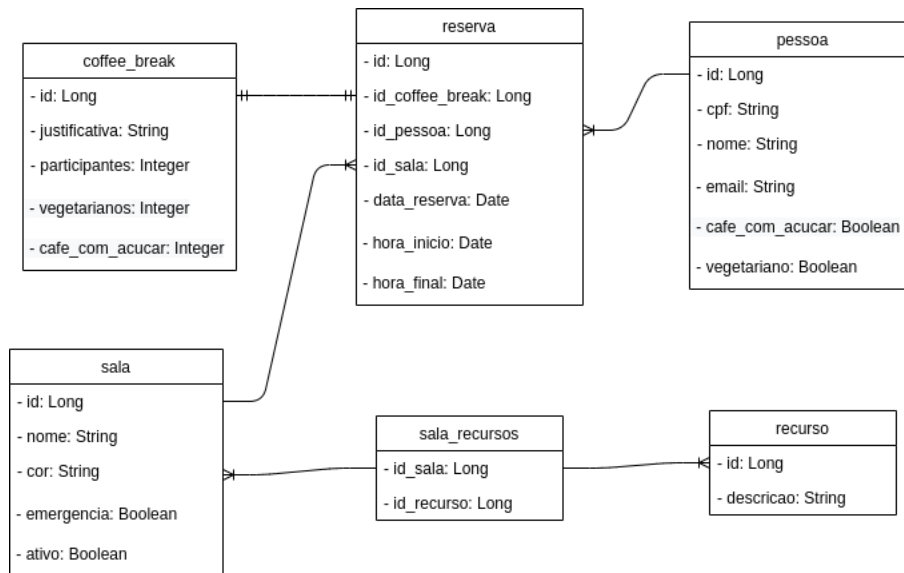 coffee_break
- id: Long
- justificativa: String
- participantes: Integer
- vegetarianos: Integer
- cafe_com_acucar: Integer
reserva
- id: Long
- id_coffee_break: Long
- id_pessoa: Long
- id_sala: Long
- data_reserva: Date
- hora_inicio: Date
- hora_final: Date
pessoa
- id: Long
- cpf: String
- nome: String
- email: String
- cafe_com_acucar: Boolean
- vegetariano: Boolean
sala
- id: Long
- nome: String
- cor: String
- emergencia: Boolean
- ativo: Boolean
sala_recursos
- id_sala: Long
- id_recurso: Long
recurso
- id: Long
- descricao: String